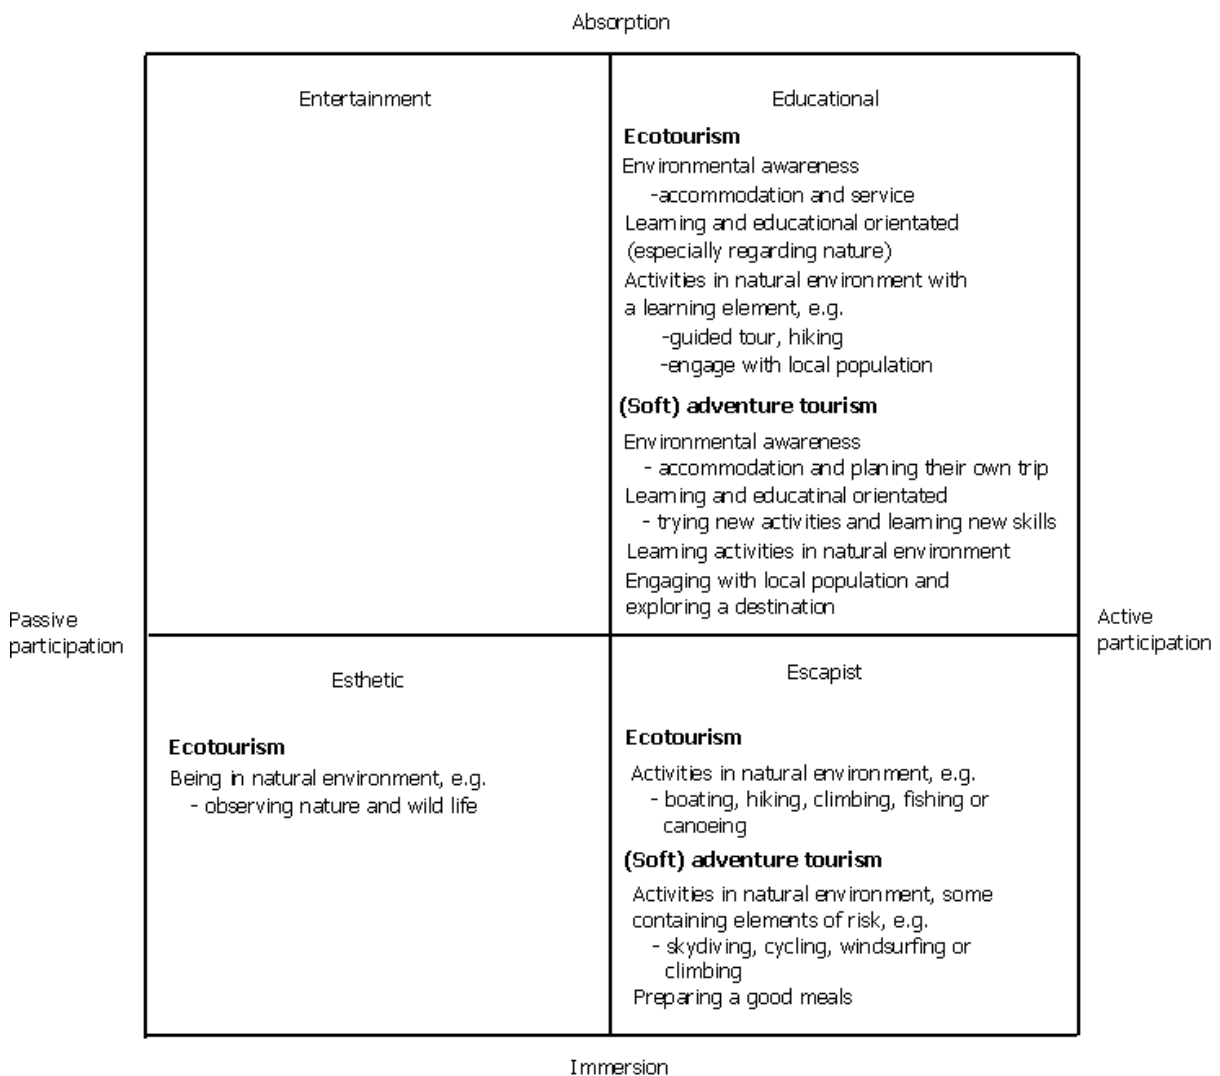 Absorption
Entertainment
Educational
Ecotourism
Environmental awareness
-accommodation and service
Learning and educational orientated
(especially regarding nature)
Activities in natural environment with
a learning element, e.g.
-guided tour, hiking
-engage with local population
(Soft) adventure tourism
Environmental awareness
- accommodation and planing their own trip
Learning and educatinal orientated
- trying new activities and learning new skills
Learning activities in natural environment
Engaging with local population and
exploring a destination
Passive
participation
Active
participation
Esthetic
Ecotourism
Being in natural environment, e.g.
- observing nature and wild life
Escapist
Ecotourism
Activities in natural environment, e.g.
- boating, hiking, climbing, fishing or
canoeing
(Soft) adventure tourism
Activities in natural environment, some
containing elements of risk, e.g.
- skydiving, cycling, windsurfing or
climbing
Preparing a good meals
Immersion